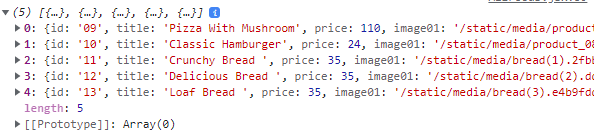 (5) [{…}, {…}, {…}, {…}, {…}] i
0: {id: '09', title: 'Pizza With Mushroom', price: 110, image01: '/static/media/product
1: {id: '10', title: 'Classic Hamburger', price: 24, image01: '/static/media/product_08
2: {id: '11', title: 'Crunchy Bread ', price: 35, image01: '/static/media/bread(1).2fb
3: {id: '12', title: 'Delicious Bread ', price: 35, image01: '/static/media/bread(2).d
4: {id: '13', title: 'Loaf Bread ', price: 35, image01: '/static/media/bread(3).e4b9fd
length: 5
[[Prototype]]: Array(0)